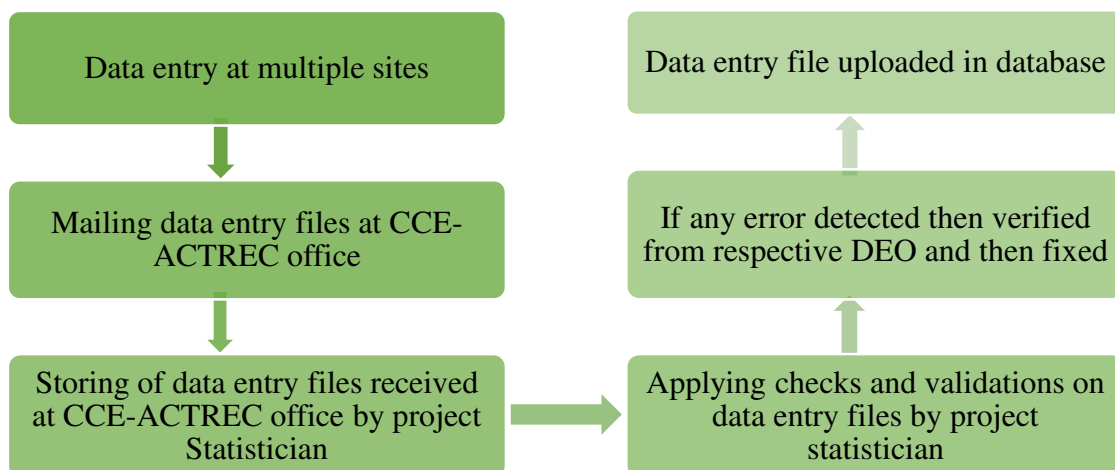 Data entry at multiple sites
Mailing data entry files at CCE-
ACTREC office
Storing of data entry files received
at CCE-ACTREC office by project
Statistician
Applying checks and validations on
data entry files by project
statistician
If any error detected then verified
from respective DEO and then fixed
Data entry file uploaded in database